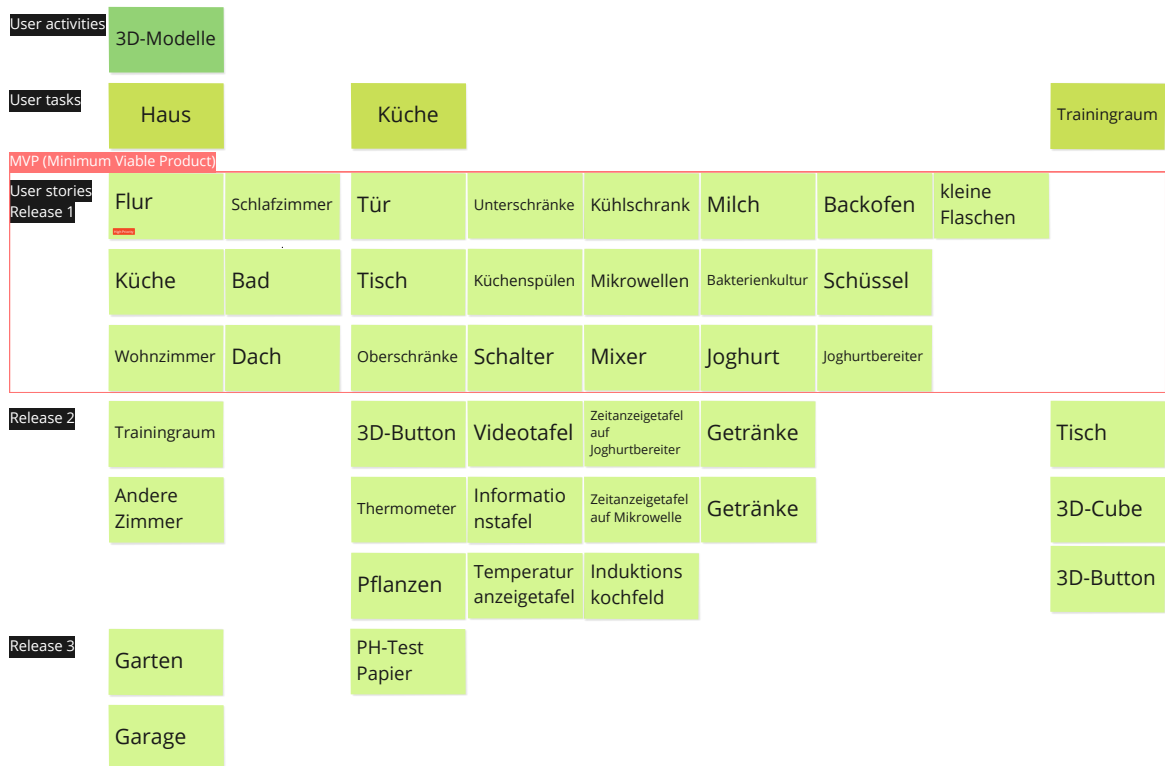 User activities
3D-Modelle
User tasks
Haus
Küche
Trainingraum
MVP (Minimum Viable Product)
User stories
Release 1
Flur
Schlafzimmer
Tür
Unterschränke
Kühlschrank
Milch
Backofen
kleine
Flaschen
Küche
Bad
Tisch
Küchenspülen
Mikrowellen
Bakterienkultur
Schüssel
Wohnzimmer
Dach
Oberschränke
Schalter
Mixer
Joghurt
Joghurtbereiter
Release 2
Trainingraum
3D-Button
Videotafel
Zeitanzeigetafel
auf
Joghurtbereiter
Getränke
Tisch
Andere
Zimmer
Thermometer
Informatio
nstafel
Zeitanzeigetafel
auf Mikrowelle
Getränke
3D-Cube
Pflanzen
Temperatur
anzeigetafel
Induktions
kochfeld
3D-Button
Release 3
Garten
PH-Test
Papier
Garage